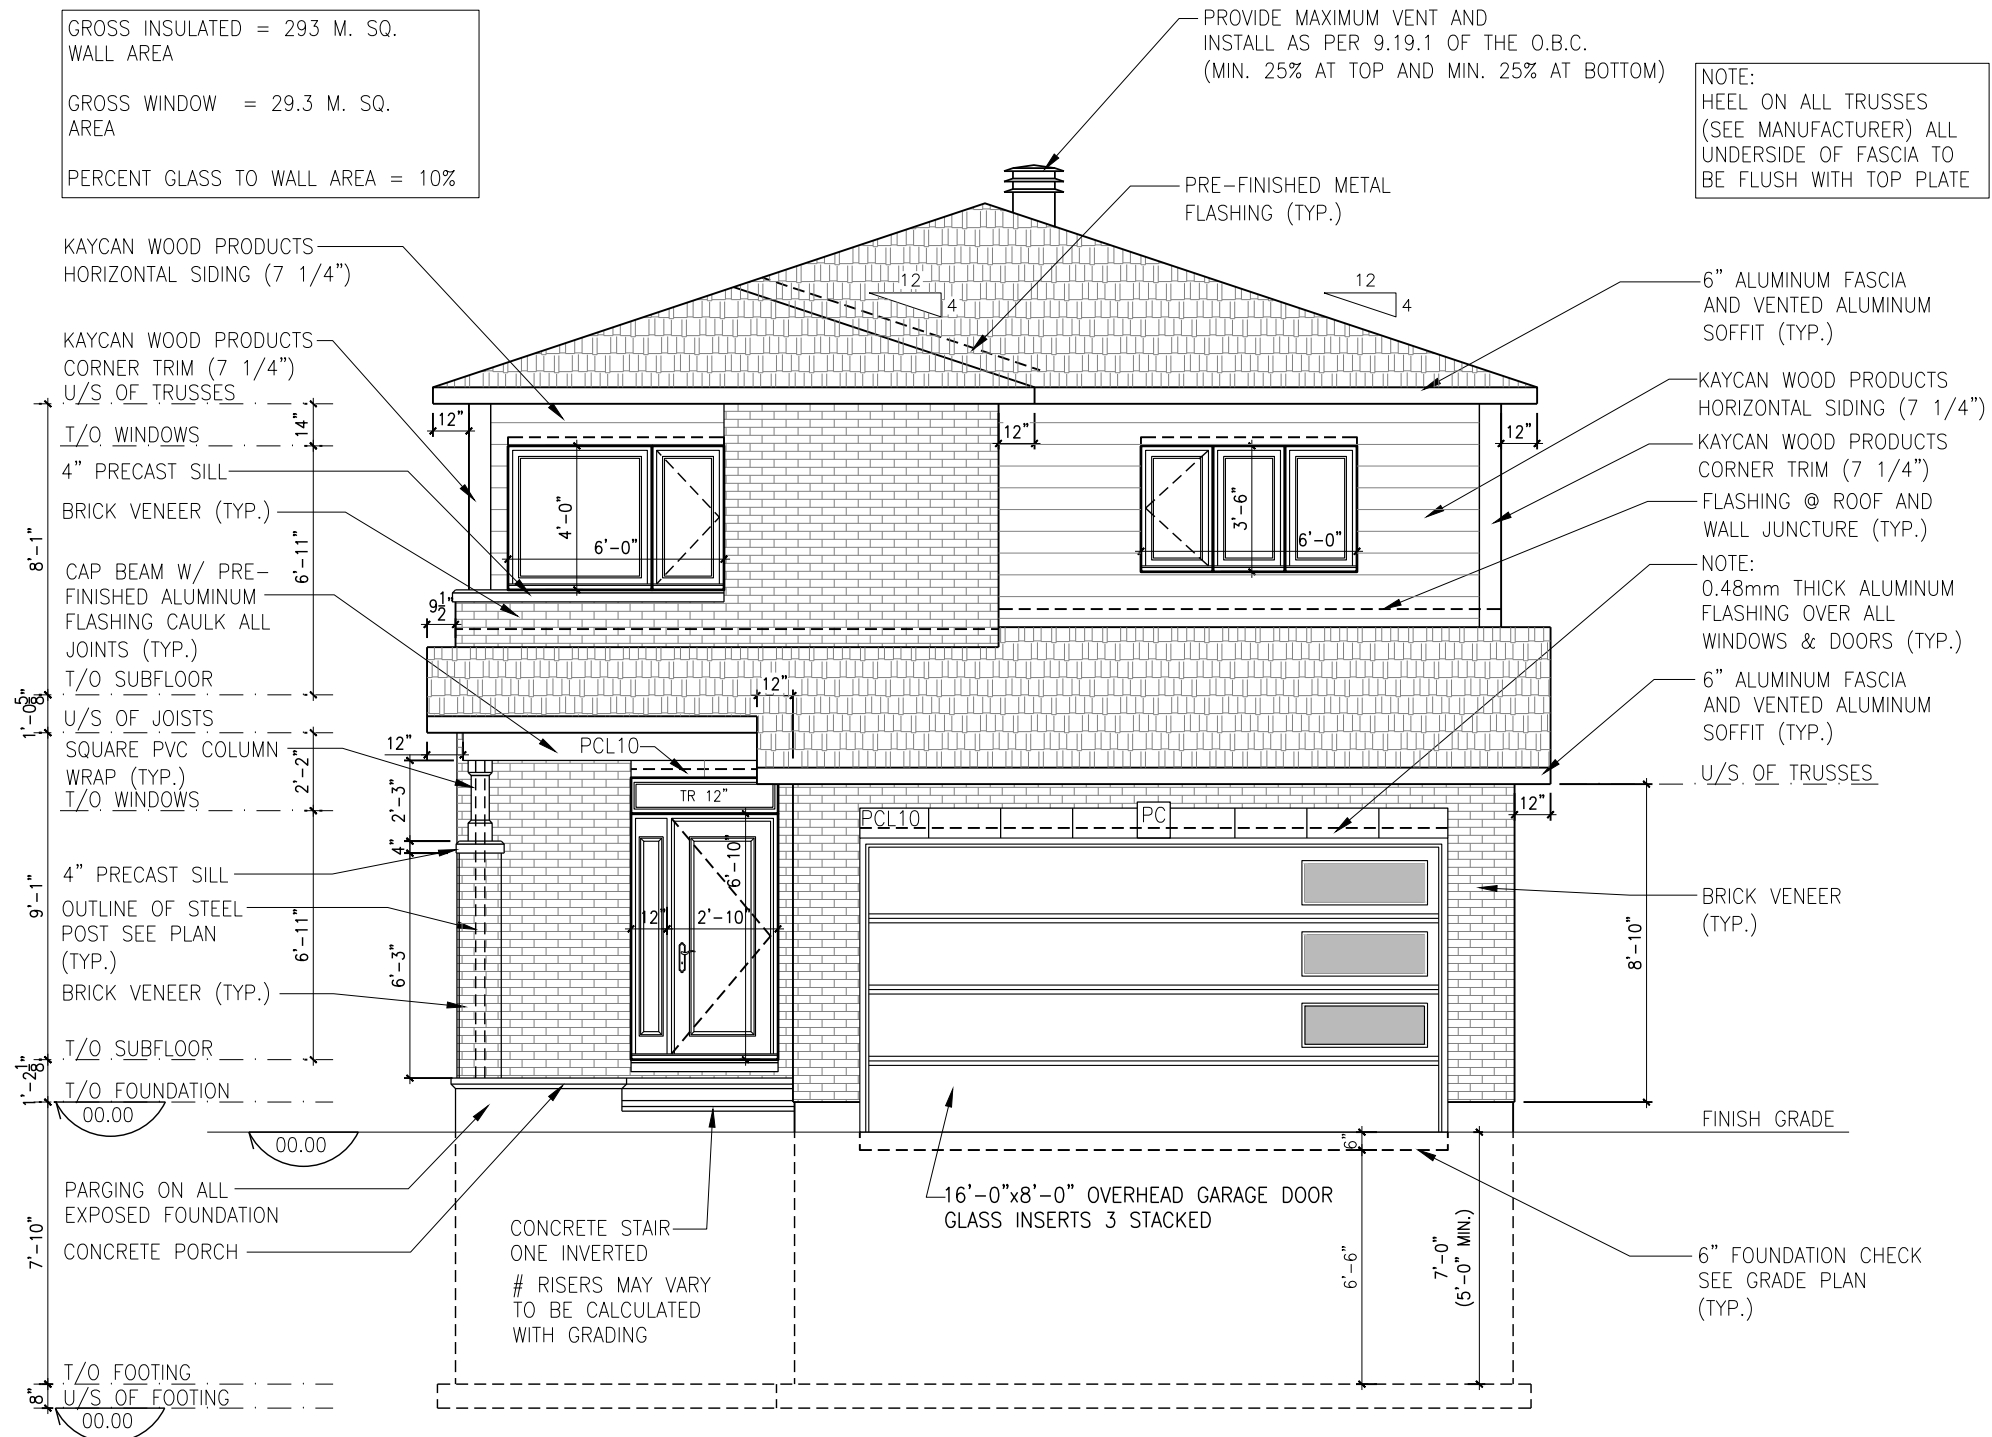 GROSS INSULATED = 293 M. SQ.
WALL AREA
GROSS WINDOW = 29.3 M. SQ.
AREA
PERCENT GLASS TO WALL AREA = 10%
PROVIDE MAXIMUM VENT AND
INSTALL AS PER 9.19.1 OF THE O.B.C.
(MIN. 25% AT TOP AND MIN. 25% AT BOTTOM)
NOTE:
HEEL ON ALL TRUSSES
(SEE MANUFACTURER) ALL
UNDERSIDE OF FASCIA TO
BE FLUSH WITH TOP PLATE
PRE-FINISHED METAL
FLASHING (TYP.)
KAYCAN WOOD PRODUCTS
HORIZONTAL SIDING (7 1/4")
KAYCAN WOOD PRODUCTS
CORNER TRIM (7 1/4")
U/S OF TRUSSES
T/O WINDOWS
4" PRECAST SILL
BRICK VENEER (TYP.)
CAP BEAM W/ PRE-
FINISHED ALUMINUM
FLASHING CAULK ALL
JOINTS (TYP.)
T/O SUBFLOOR
U/S OF JOISTS
SQUARE PVC COLUMN
WRAP (TYP.)
T/O WINDOWS
4" PRECAST SILL
OUTLINE OF STEEL
POST SEE PLAN
(TYP.)
BRICK VENEER (TYP.)
T/O SUBFLOOR
T/O FOUNDATION
00.00
00.00
PARGING ON ALL
EXPOSED FOUNDATION
CONCRETE PORCH
T/O FOOTING
U/S OF FOOTING
00.00
8'-1"
1'-0 5/8"
9'-1"
1'-2 1/8"
7'-10"
8"
14"
6'-11"
2'-2"
6'-11"
12"
9 1/2"
12"
2'-3"
4"
6'-3"
12
4
12
4
4'-0"
6'-0"
12"
3'-6"
6'-0"
12"
12"
PCL10
TR 12"
6'-10"
12"
2'-10"
PCL10
PC
12"
8'-10"
6"
6'-6"
7'-0"
(5'-0" MIN.)
CONCRETE STAIR
ONE INVERTED
# RISERS MAY VARY
TO BE CALCULATED
WITH GRADING
16'-0"x8'-0" OVERHEAD GARAGE DOOR
GLASS INSERTS 3 STACKED
6" ALUMINUM FASCIA
AND VENTED ALUMINUM
SOFFIT (TYP.)
KAYCAN WOOD PRODUCTS
HORIZONTAL SIDING (7 1/4")
KAYCAN WOOD PRODUCTS
CORNER TRIM (7 1/4")
FLASHING @ ROOF AND
WALL JUNCTURE (TYP.)
NOTE:
0.48mm THICK ALUMINUM
FLASHING OVER ALL
WINDOWS & DOORS (TYP.)
6" ALUMINUM FASCIA
AND VENTED ALUMINUM
SOFFIT (TYP.)
U/S OF TRUSSES
BRICK VENEER
(TYP.)
FINISH GRADE
6" FOUNDATION CHECK
SEE GRADE PLAN
(TYP.)